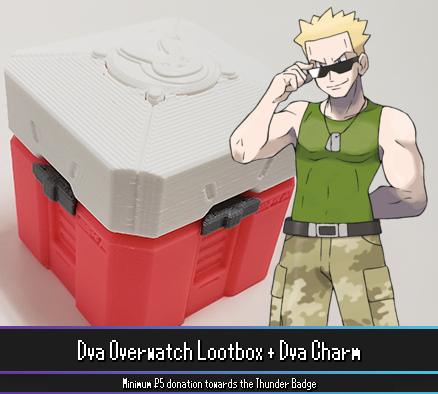 Dva Overwatch Lootbox + Dva Charm
Minimum £5 donation towards the Thunder Badge